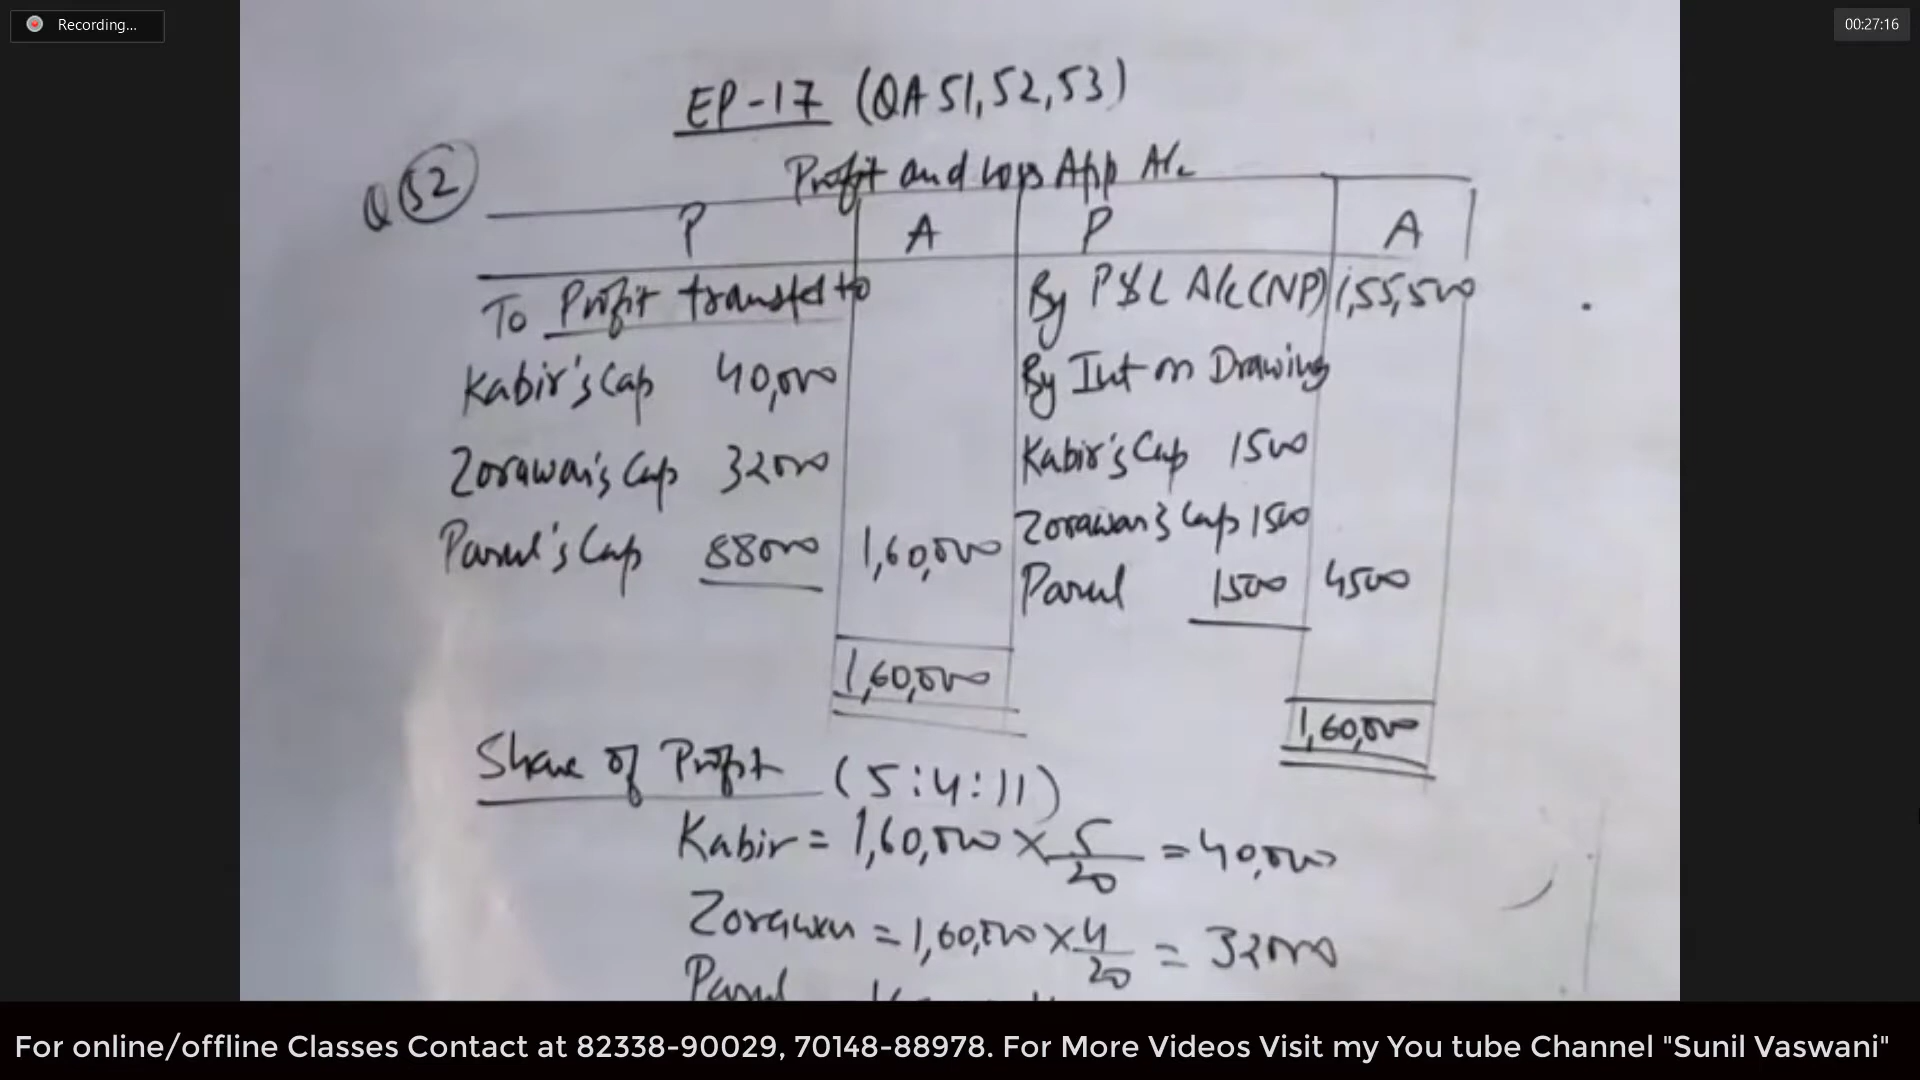 Recording...
00:27:16
EP-17 (QA 51, 52, 53)
Q 52
Profit and Loss App A/c
P A P A
To Profit transfer to By P&L A/c (NP) 1,55,500
Kabir's Cap 40,000 By Int on Drawing
Zorawar's Cap 32000 Kabir's Cap 1500
Parul's Cap 88000 1,60,000 Zorawar's Cap 1500
Parul 1500 4500
1,60,000 1,60,000
Share of Profit (5:4:11)
Kabir = 1,60,000 × 5/20 = 40,000
Zorawar = 1,60,000 × 4/20 = 32000
Parul
For online/offline Classes Contact at 82338-90029, 70148-88978. For More Videos Visit my You tube Channel "Sunil Vaswani"